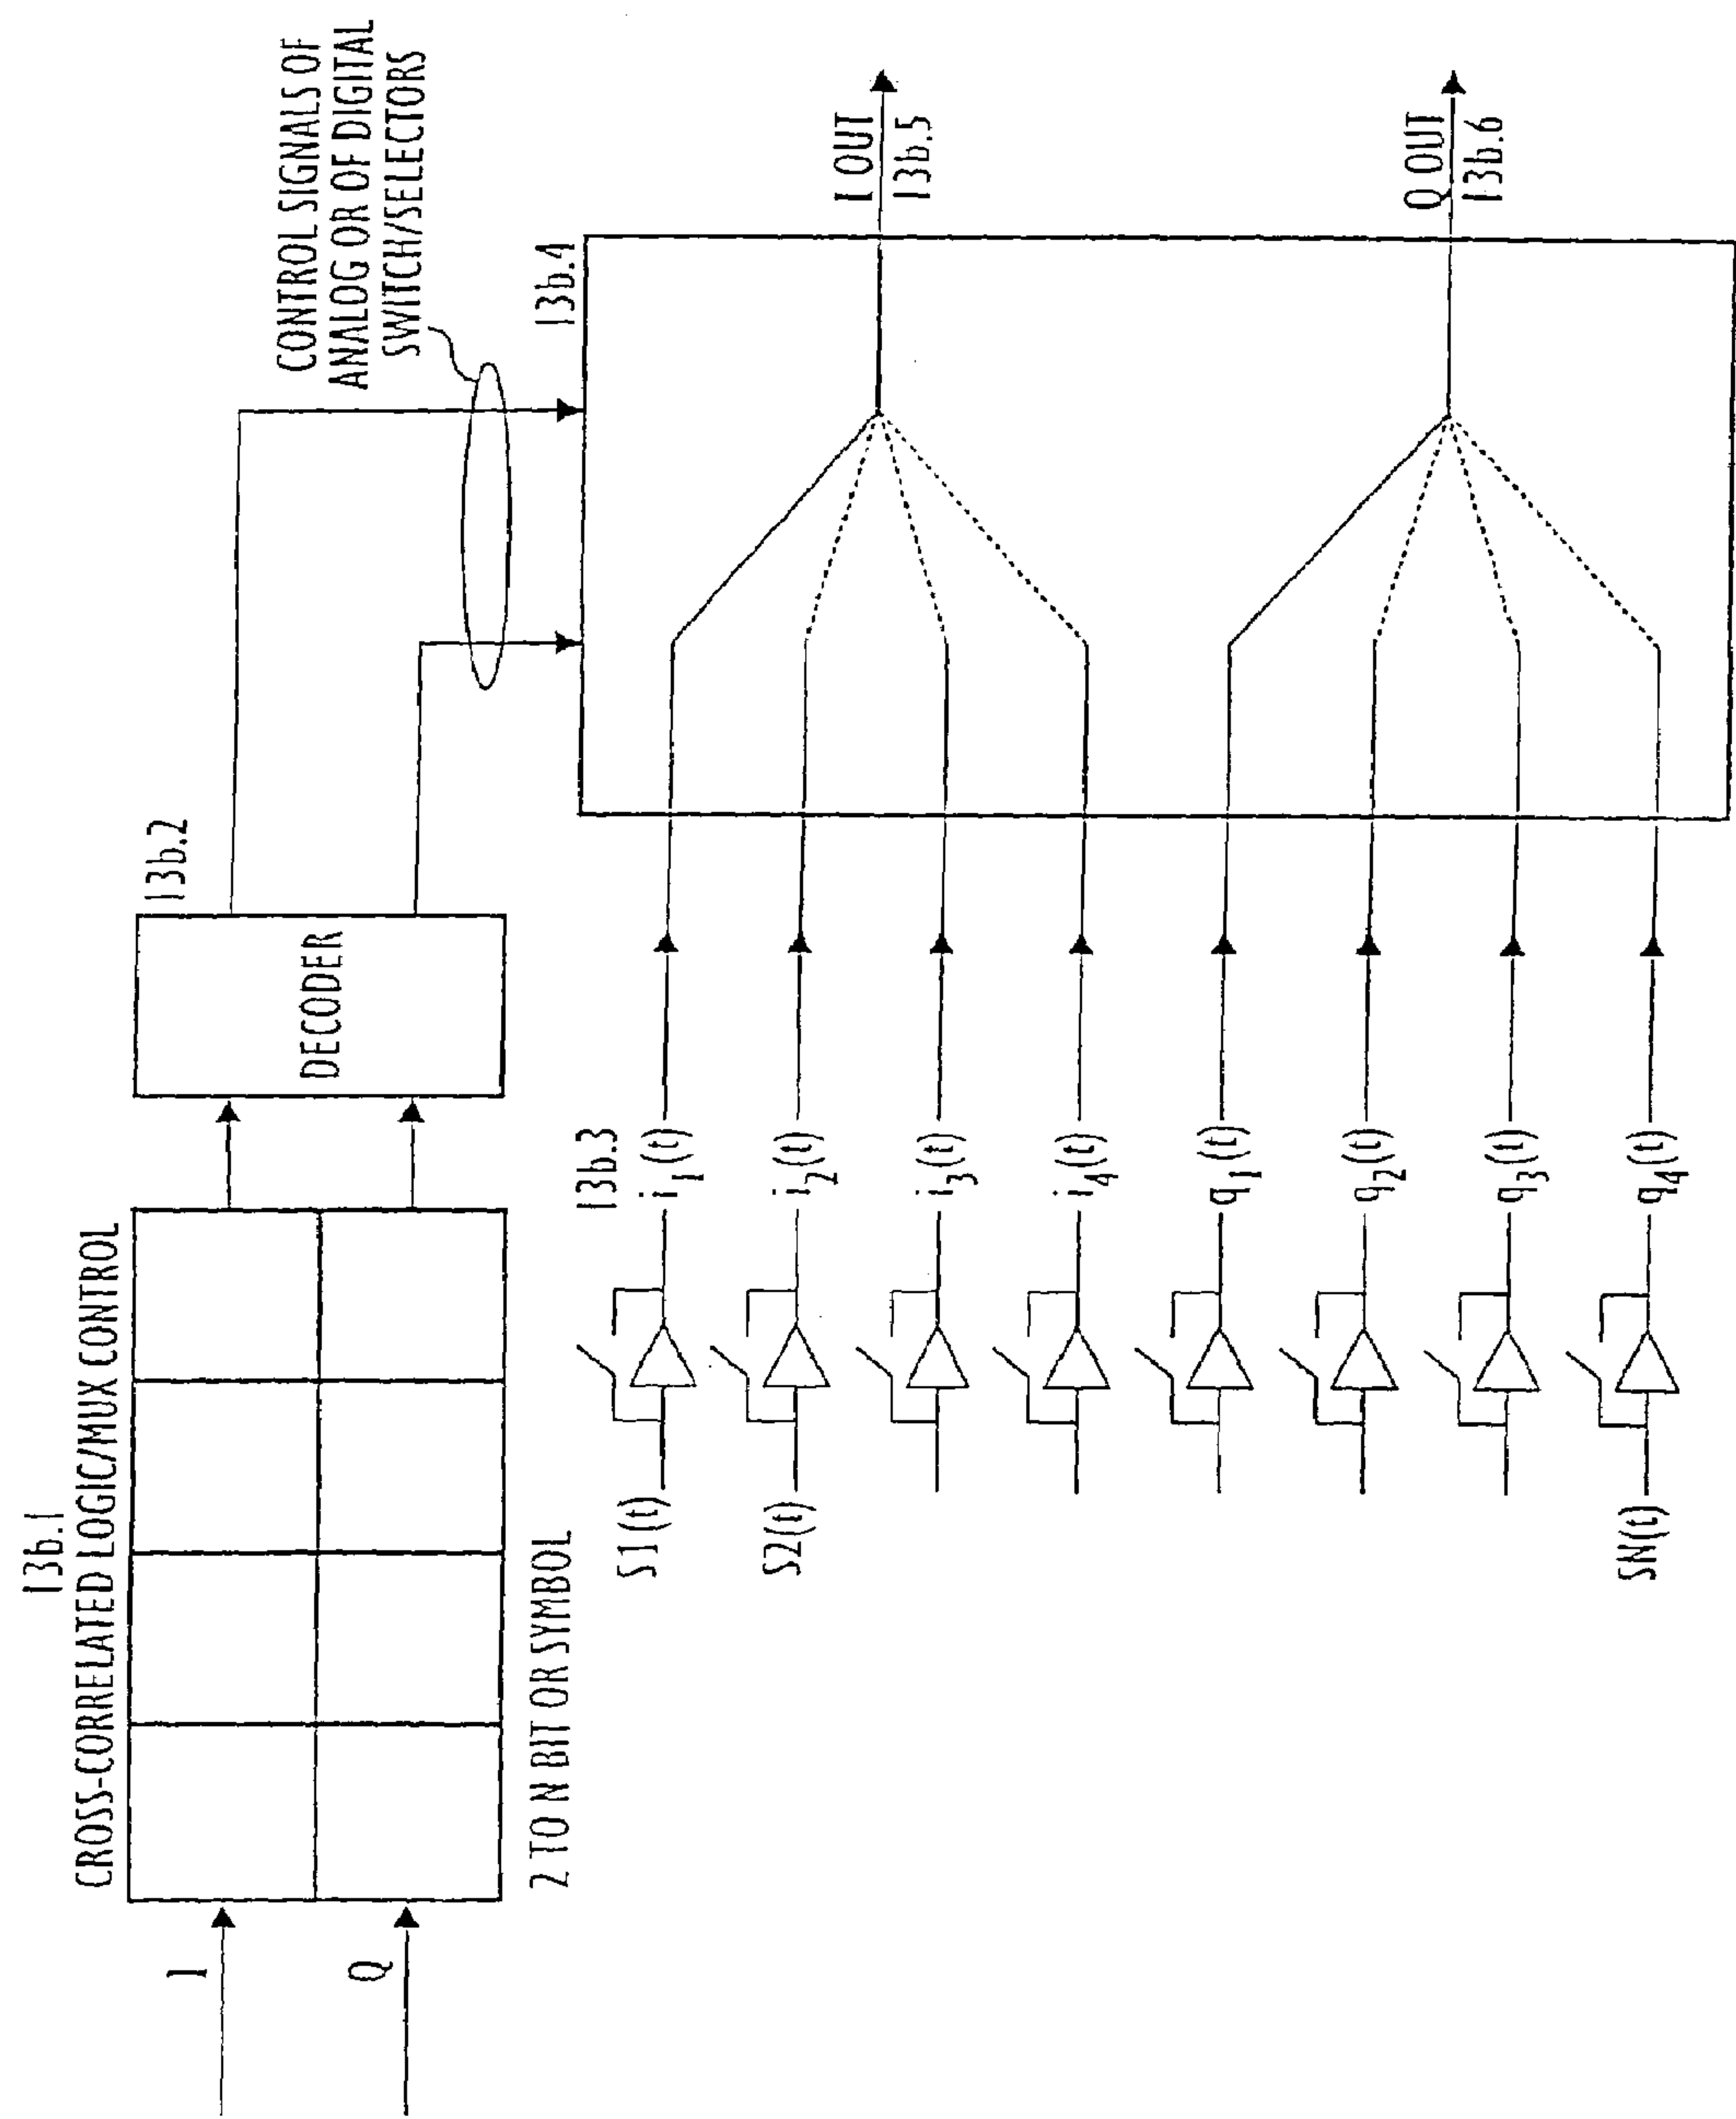 13b.1
CROSS-CORRELATED LOGIC/MUX CONTROL
I
Q
2 TO N BIT OR SYMBOL
13b.2
DECODER
CONTROL SIGNALS OF
ANALOG OR OF DIGITAL
SWITCH/SELECTORS
13b.4
13b.3
S1(t)
i1(t)
S2(t)
i2(t)
i3(t)
i4(t)
q1(t)
q2(t)
q3(t)
SN(t)
q4(t)
I OUT
13b.5
Q OUT
13b.6